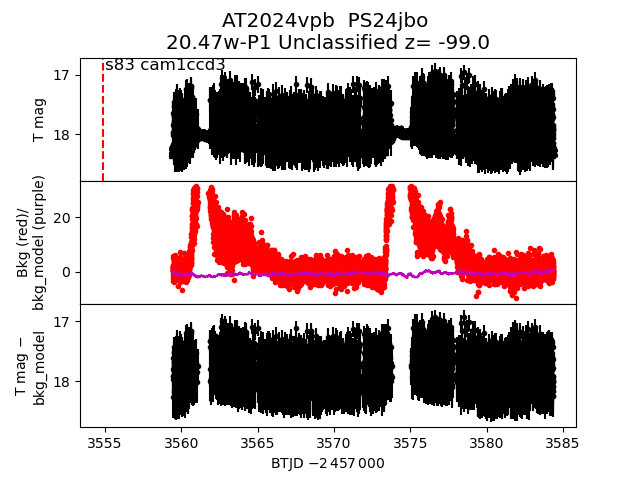 AT2024vpb  PS24jbo
20.47w-P1 Unclassified z= -99.0
s83 cam1ccd3
17
18
T mag
20
0
Bkg (red)/
bkg_model (purple)
17
18
T mag −
bkg_model
3555 3560 3565 3570 3575 3580 3585
BTJD −2 457 000